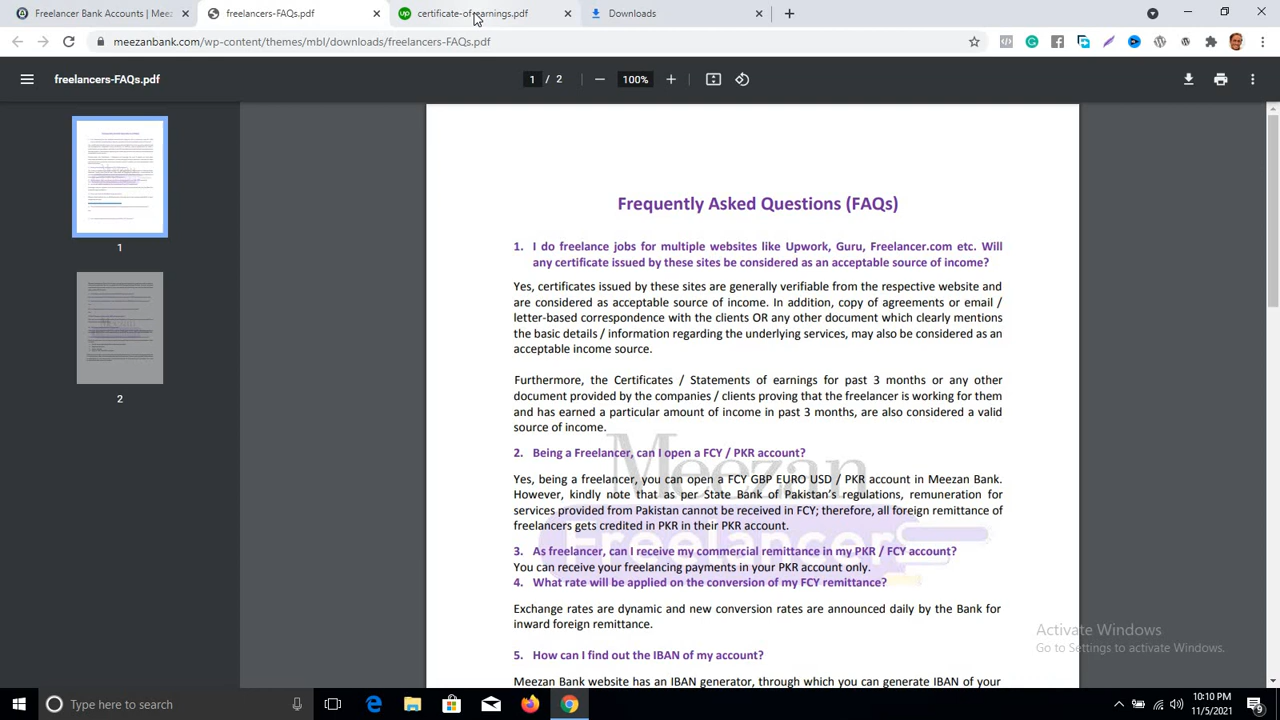 Freelancer Bank Accounts | Meez
freelancers-FAQs.pdf
certificate-of-earnings.pdf
Downloads
meezanbank.com/wp-content/themes/mbl/downloads/freelancers-FAQs.pdf
freelancers-FAQs.pdf
1 / 2
100%
1
2
Frequently Asked Questions (FAQs)
1. I do freelance jobs for multiple websites like Upwork, Guru, Freelancer.com etc. Will
any certificate issued by these sites be considered as an acceptable source of income?
Yes, certificates issued by these sites are generally verifiable from the respective website and
are considered as acceptable source of income. In addition, copy of agreements or email /
letter-based correspondence with the clients OR any other document which clearly mentions
the basic details / information regarding the underlying services, may also be considered as an
acceptable income source.
Furthermore, the Certificates / Statements of earnings for past 3 months or any other
document provided by the companies / clients proving that the freelancer is working for them
and has earned a particular amount of income in past 3 months, are also considered a valid
source of income.
Meezan
2. Being a Freelancer, can I open a FCY / PKR account?
Yes, being a freelancer, you can open a FCY GBP EURO USD / PKR account in Meezan Bank.
However, kindly note that as per State Bank of Pakistan's regulations, remuneration for
services provided from Pakistan cannot be received in FCY; therefore, all foreign remittance of
freelancers gets credited in PKR in their PKR account.
Freelancer
3. As freelancer, can I receive my commercial remittance in my PKR / FCY account?
You can receive your freelancing payments in your PKR account only.
4. What rate will be applied on the conversion of my FCY remittance?
Exchange rates are dynamic and new conversion rates are announced daily by the Bank for
inward foreign remittance.
5. How can I find out the IBAN of my account?
Meezan Bank website has an IBAN generator, through which you can generate IBAN of your
Activate Windows
Go to Settings to activate Windows.
Type here to search
10:10 PM
11/5/2021